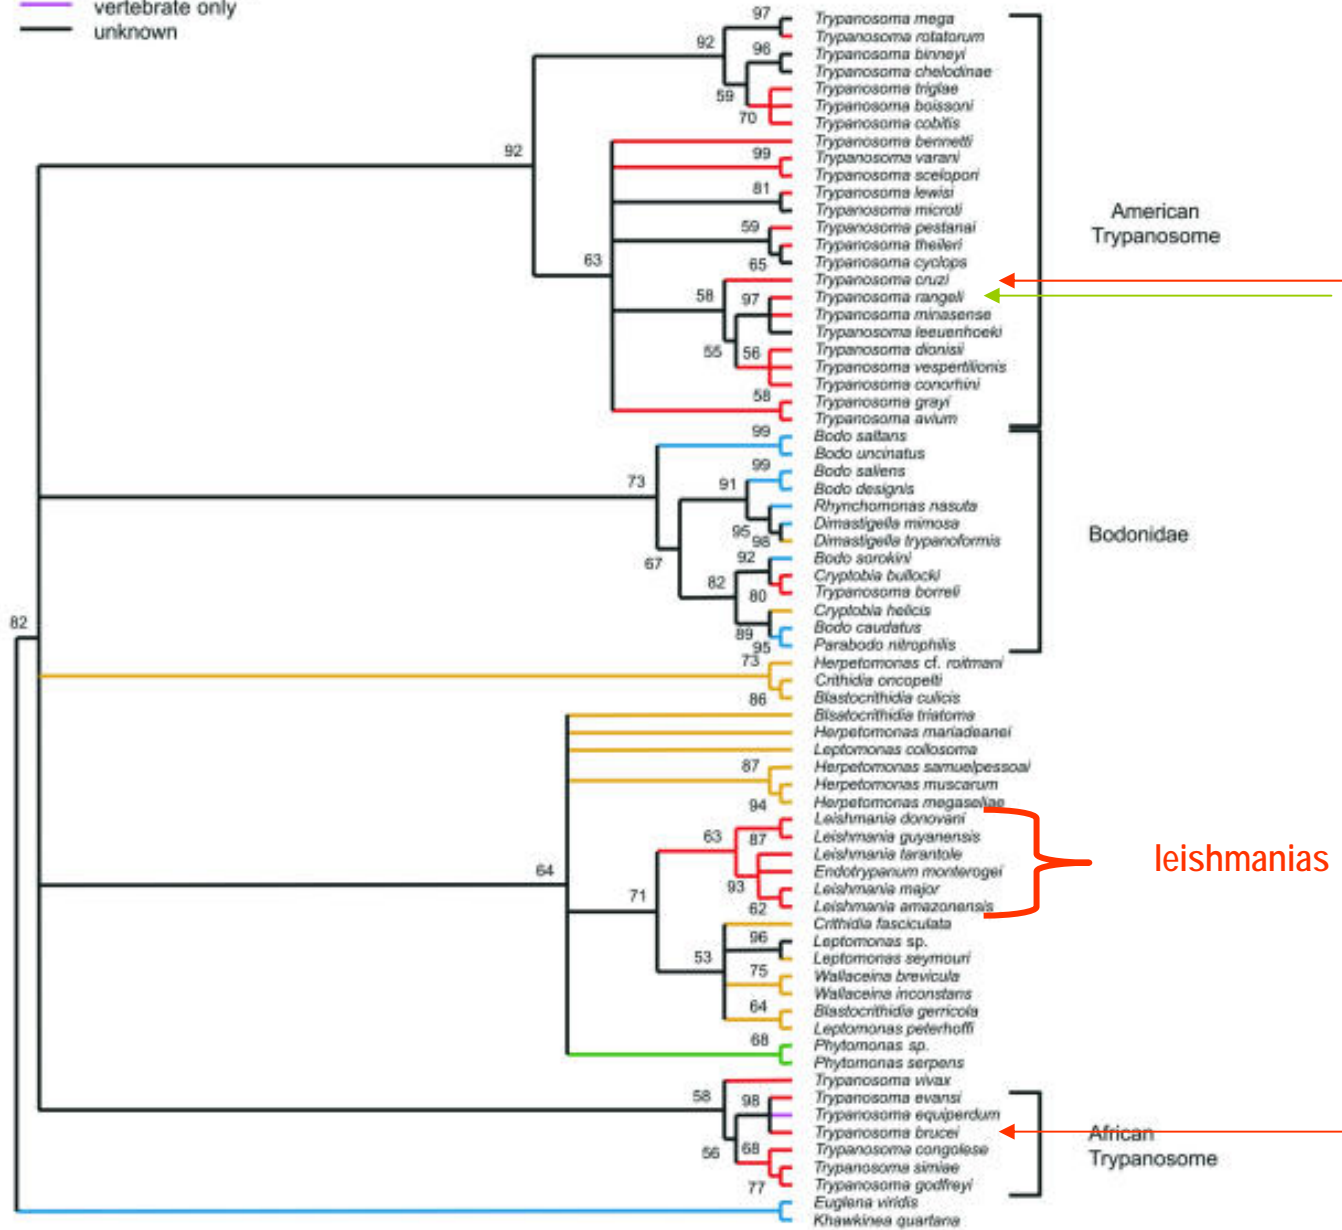 vertebrate only
unknown
97
Trypanosoma mega
Trypanosoma rotatorum
92
96
Trypanosoma binneyi
Trypanosoma chelodinae
59
Trypanosoma triglae
Trypanosoma boissoni
70
Trypanosoma cobitis
92
Trypanosoma bennetti
99
Trypanosoma varani
Trypanosoma scelopori
81
Trypanosoma lewisi
Trypanosoma microti
American
Trypanosome
59
Trypanosoma pestanai
Trypanosoma theileri
63
65
Trypanosoma cyclops
Trypanosoma cruzi
58
97
Trypanosoma rangeli
Trypanosoma minasense
Trypanosoma leeuenhoeki
55
56
Trypanosoma dionisii
Trypanosoma vespertilionis
Trypanosoma conorhini
58
Trypanosoma grayi
Trypanosoma avium
99
Bodo saltans
Bodo uncinatus
99
Bodo saliens
73
91
Bodo designis
Rhynchomonas nasuta
95
Dimastigella mimosa
98
Dimastigella trypanoformis
Bodonidae
67
92
Bodo sorokini
82
Cryptobia bullocki
80
Trypanosoma borreli
Cryptobia helicis
82
89
Bodo caudatus
95
Parabodo nitrophilis
73
Herpetomonas cf. roitmani
Crithidia oncopelti
86
Blastocrithidia culicis
Blsatocrithidia triatoma
Herpetomonas mariadeanei
Leptomonas collosoma
87
Herpetomonas samuelpessoai
Herpetomonas muscarum
94
Herpetomonas megaseliae
Leishmania donovani
63
87
Leishmania guyanensis
Leishmania tarantole
leishmanias
64
Endotrypanum monterogei
93
Leishmania major
71
62
Leishmania amazonensis
Crithidia fasciculata
96
Leptomonas sp.
53
Leptomonas seymouri
75
Wallaceina brevicula
Wallaceina inconstans
64
Blastocrithidia gerricola
Leptomonas peterhoffi
68
Phytomonas sp.
Phytomonas serpens
Trypanosoma vivax
58
98
Trypanosoma evansi
Trypanosoma equiperdum
Trypanosoma brucei
African
Trypanosome
56
68
Trypanosoma congolese
Trypanosoma simiae
77
Trypanosoma godfreyi
Euglena viridis
Khawkinea quartana